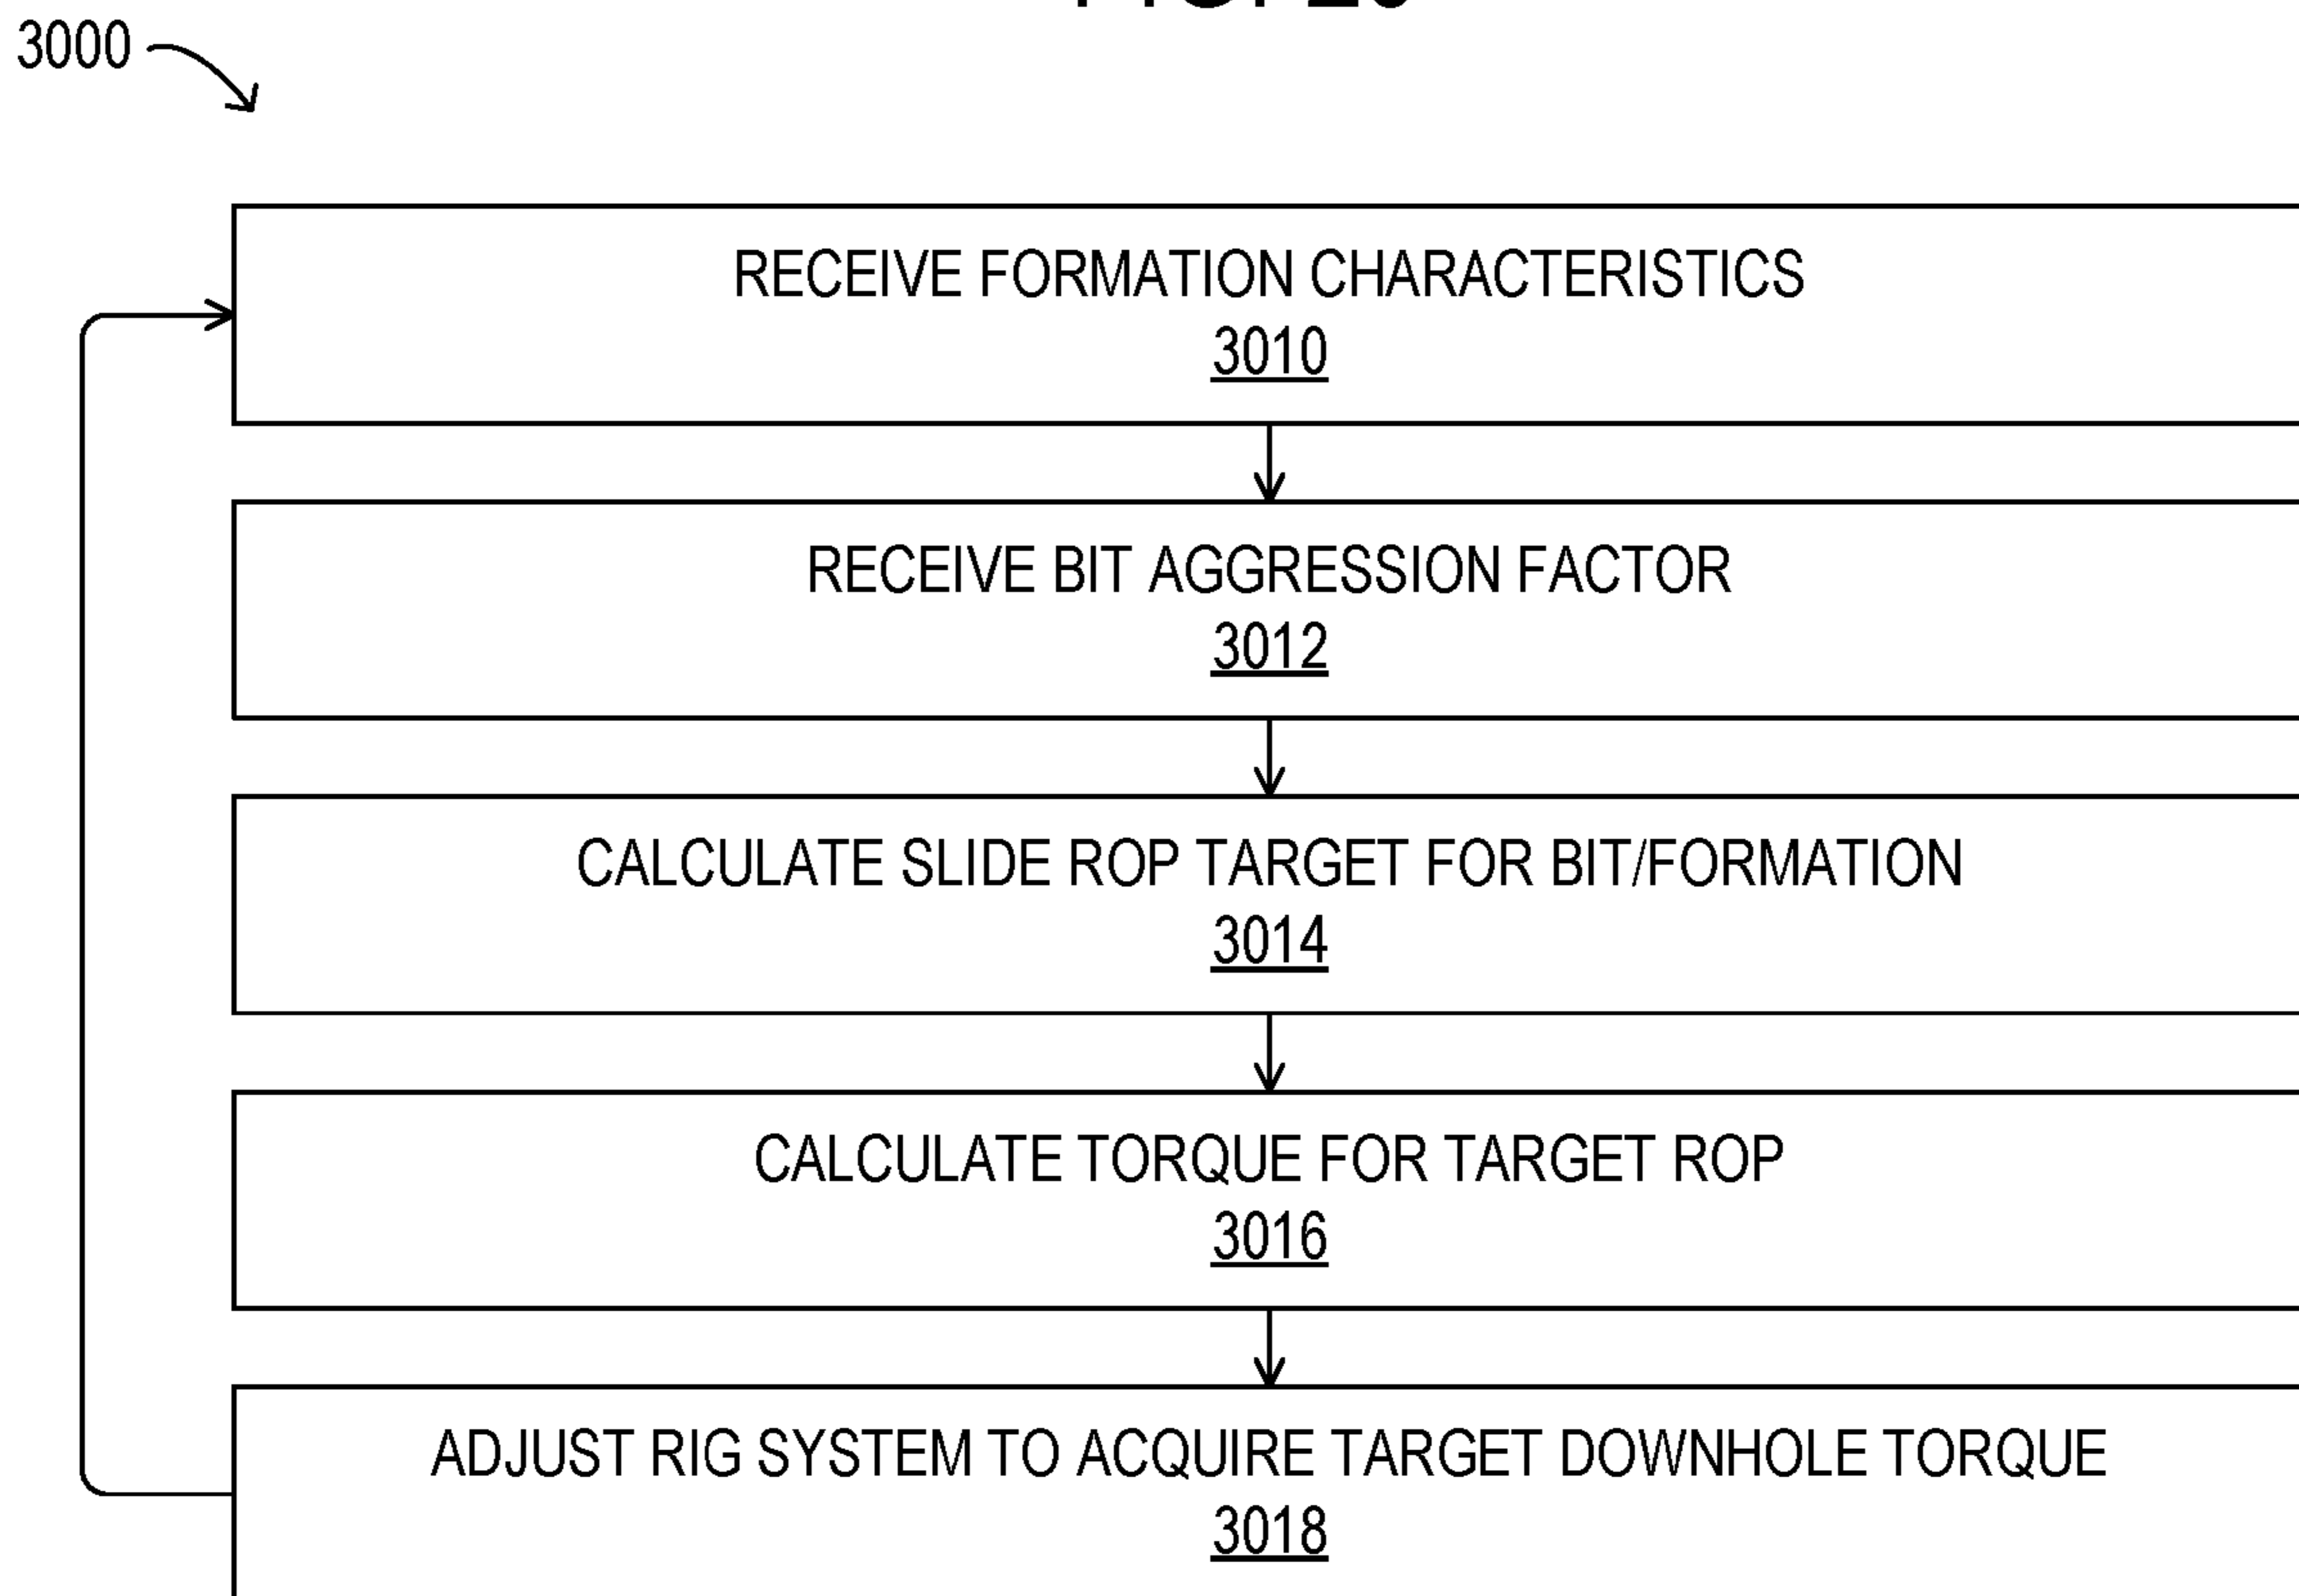 3000
RECEIVE FORMATION CHARACTERISTICS
3010
RECEIVE BIT AGGRESSION FACTOR
3012
CALCULATE SLIDE ROP TARGET FOR BIT/FORMATION
3014
CALCULATE TORQUE FOR TARGET ROP
3016
ADJUST RIG SYSTEM TO ACQUIRE TARGET DOWNHOLE TORQUE
3018